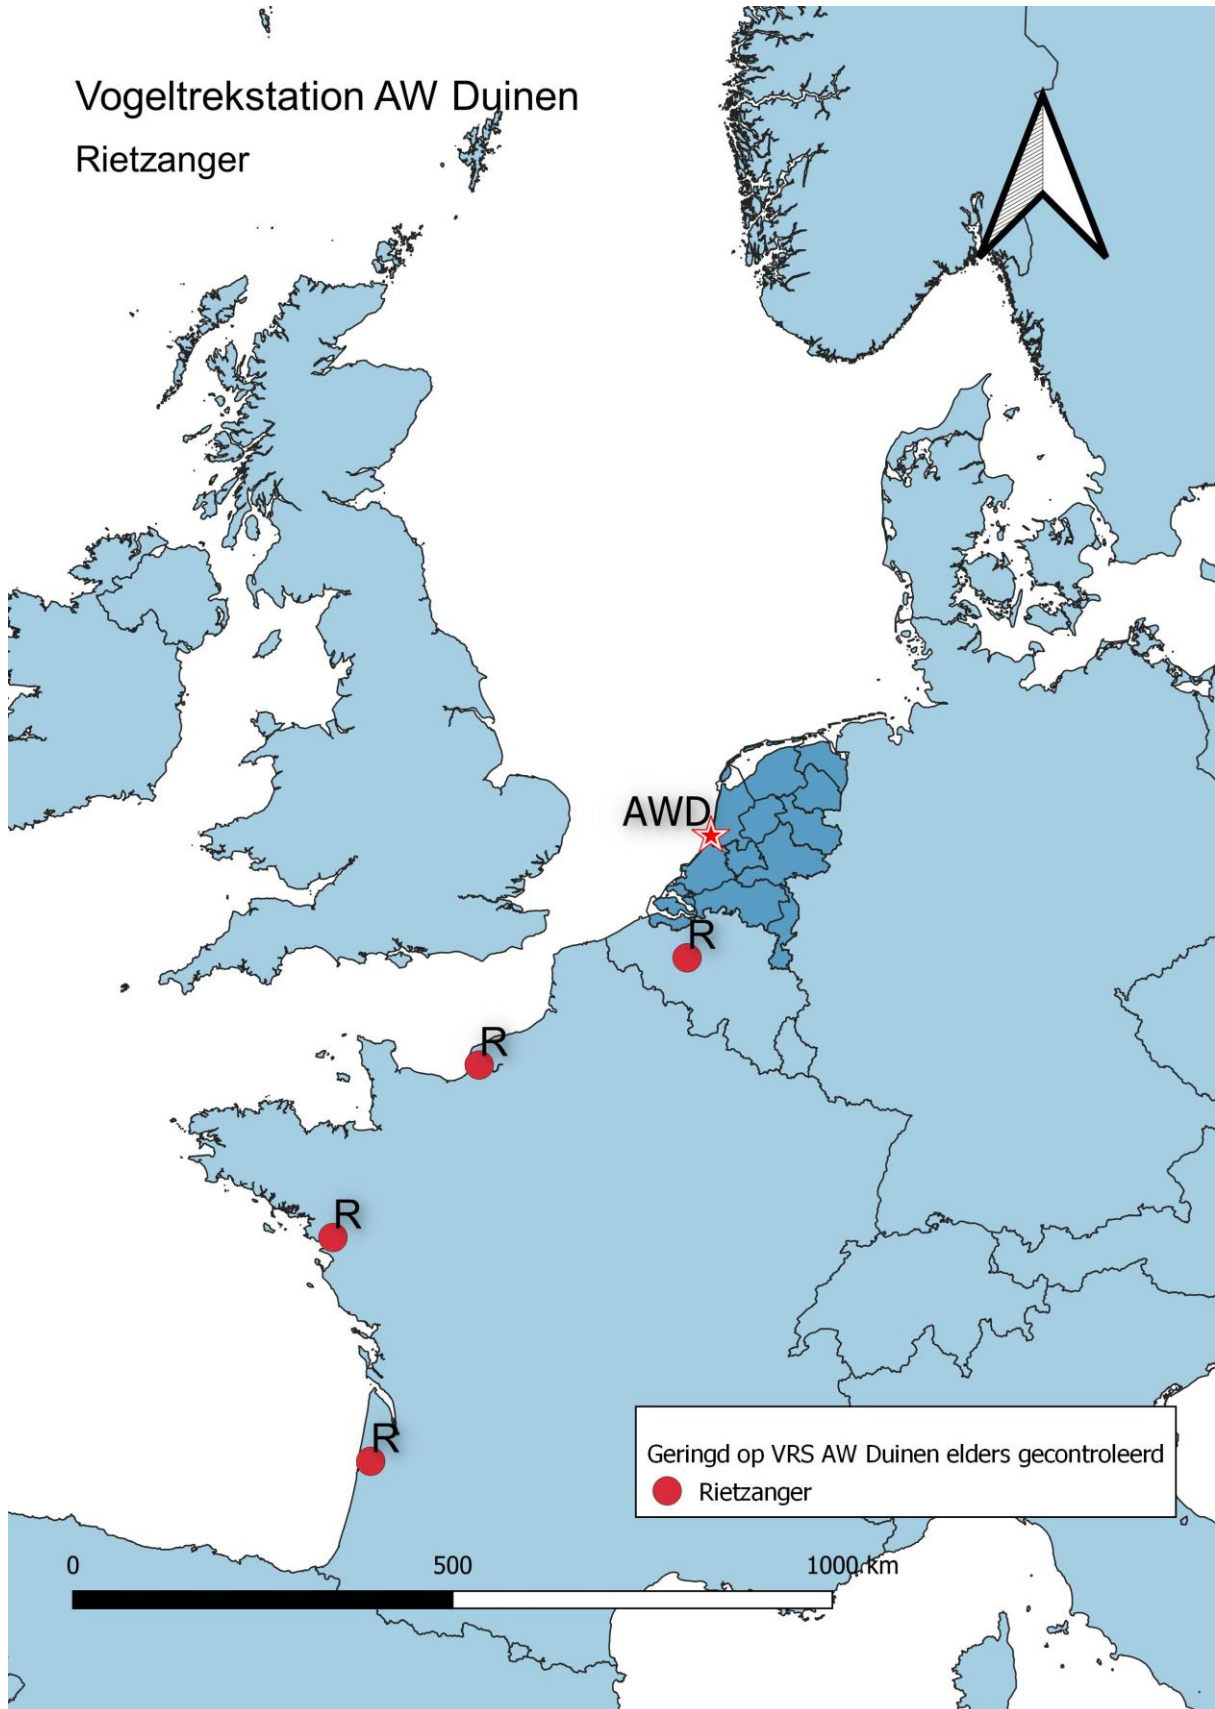 Vogeltrekstation AW Duinen
Rietzanger
AWD
R
R
R
R
Geringd op VRS AW Duinen elders gecontroleerd
Rietzanger
0 500 1000 km